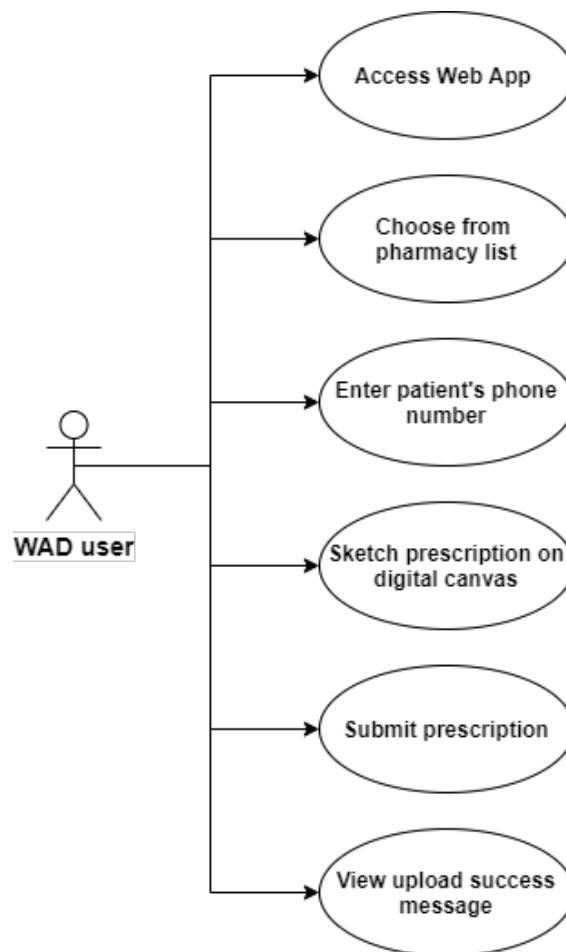 Access Web App
Choose from
pharmacy list
Enter patient's phone
number
WAD user
Sketch prescription on
digital canvas
Submit prescription
View upload success
message